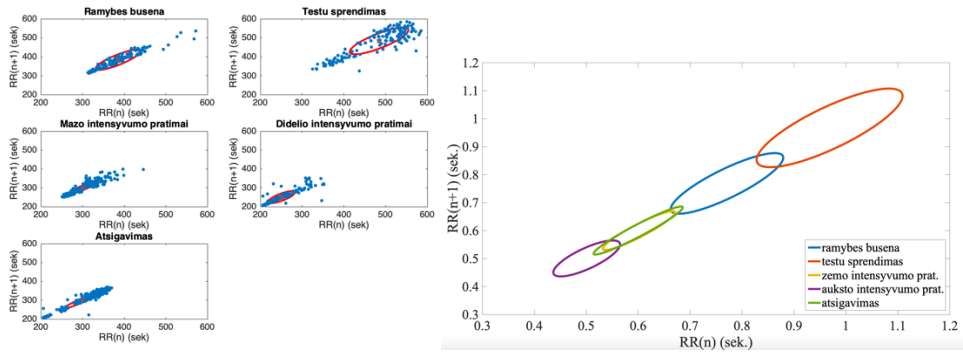 Ramybes busena
RR(n+1) (sek)
600
500
400
300
200
200 300 400 500 600
RR(n) (sek)
Testu sprendimas
RR(n+1) (sek)
600
500
400
300
200
200 300 400 500 600
RR(n) (sek)
Mazo intensyvumo pratimai
RR(n+1) (sek)
600
500
400
300
200
200 300 400 500 600
RR(n) (sek)
Didelio intensyvumo pratimai
RR(n+1) (sek)
600
500
400
300
200
200 300 400 500 600
RR(n) (sek)
Atsigavimas
RR(n+1) (sek)
600
500
400
300
200
200 300 400 500 600
RR(n) (sek)
RR(n+1) (sek.)
1.2
1.1
1
0.9
0.8
0.7
0.6
0.5
0.4
0.3
0.3 0.4 0.5 0.6 0.7 0.8 0.9 1 1.1 1.2
RR(n) (sek.)
ramybes busena
testu sprendimas
zemo intensyvumo prat.
auksto intensyvumo prat.
atsigavimas